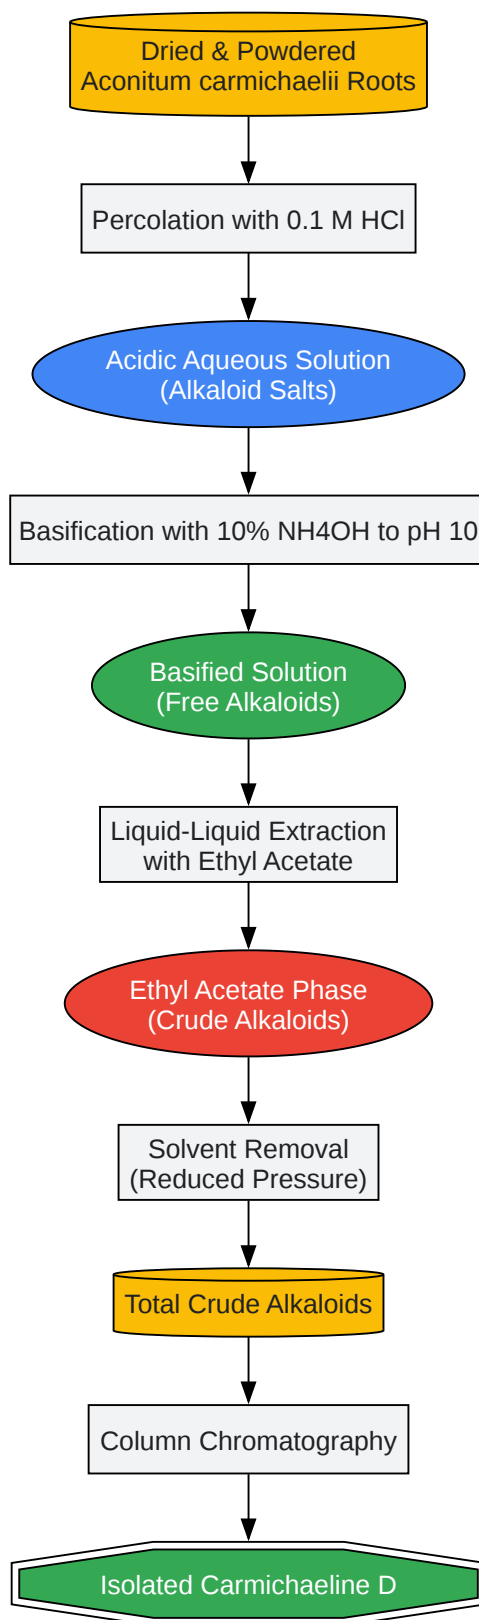 Dried & Powdered
Aconitum carmichaelii Roots
Percolation with 0.1 M HCl
Acidic Aqueous Solution
(Alkaloid Salts)
Basification with 10% NH4OH to pH 10
Basified Solution
(Free Alkaloids)
Liquid-Liquid Extraction
with Ethyl Acetate
Ethyl Acetate Phase
(Crude Alkaloids)
Solvent Removal
(Reduced Pressure)
Total Crude Alkaloids
Column Chromatography
Isolated Carmichaeline D